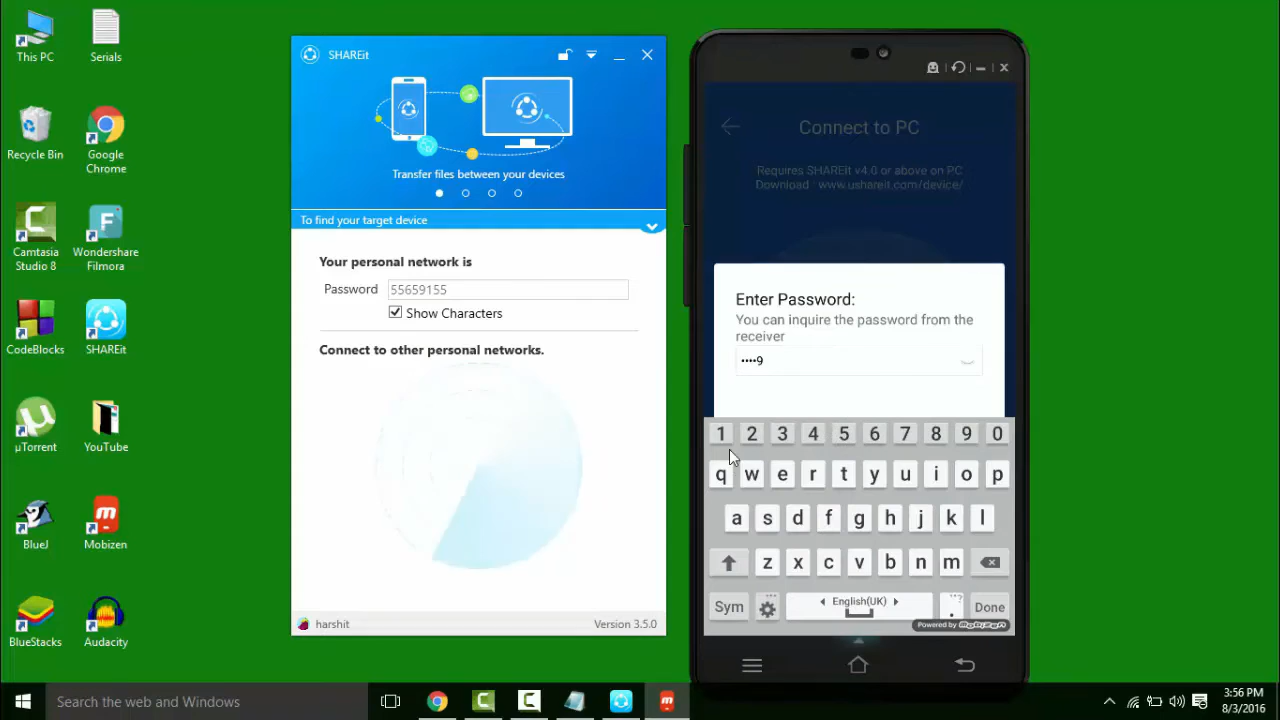 This PC
Serials
Recycle Bin
Google
Chrome
Camtasia
Studio 8
Wondershare
Filmora
CodeBlocks
SHAREit
µTorrent
YouTube
BlueJ
Mobizen
BlueStacks
Audacity
SHAREit
Transfer files between your devices
To find your target device
Your personal network is
Password 55659155
Show Characters
Connect to other personal networks.
harshit
Version 3.5.0
Connect to PC
Requires SHAREit v4.0 or above on PC
Download : www.ushareit.com/device/
Enter Password:
You can inquire the password from the
receiver
••••9
1 2 3 4 5 6 7 8 9 0
q w e r t y u i o p
a s d f g h j k l
z x c v b n m
Sym English(UK) . Done
Powered by mobizen
Search the web and Windows
3:56 PM
8/3/2016